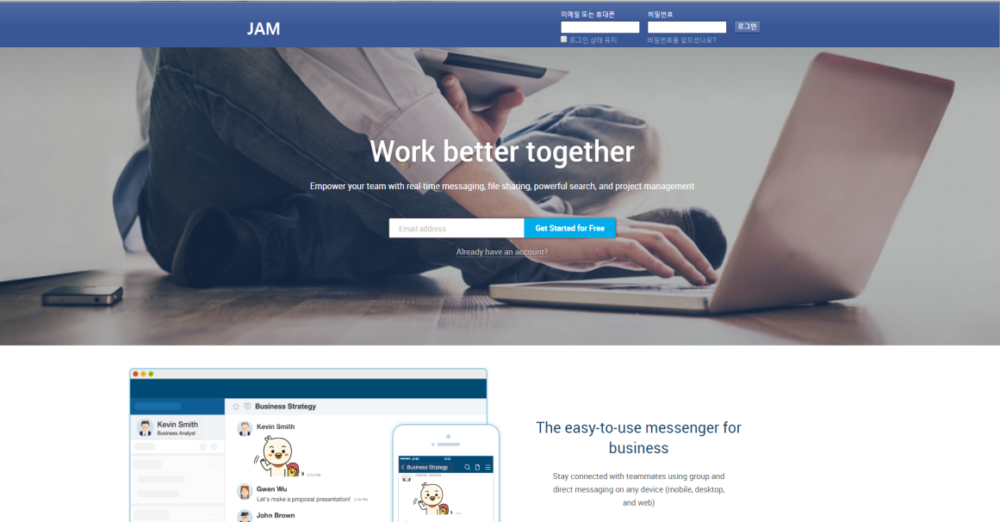 이메일 또는 휴대폰 비밀번호
JAM
로그인
로그인 상태 유지 비밀번호를 잊으셨나요?
Work better together
Empower your team with real-time messaging, file sharing, powerful search, and project management
Email address Get Started for Free
Already have an account?
Business Strategy
Kevin Smith
Business Analyst
Kevin Smith
Gwen Wu
Let's make a proposal presentation!
John Brown
Business Strategy
The easy-to-use messenger for
business
Stay connected with teammates using group and
direct messaging on any device (mobile, desktop,
and web)